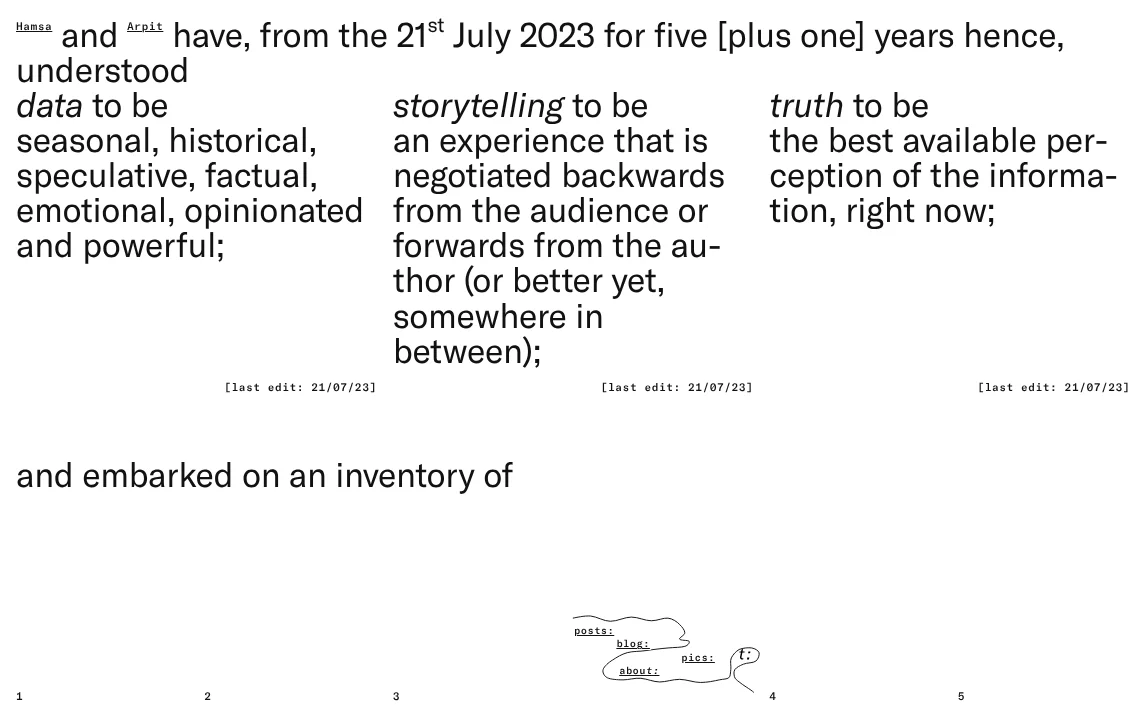 Hamsa and Arpit have, from the 21st July 2023 for five [plus one] years hence,
understood
data to be
seasonal, historical,
speculative, factual,
emotional, opinionated
and powerful;
[last edit: 21/07/23]
storytelling to be
an experience that is
negotiated backwards
from the audience or
forwards from the au-
thor (or better yet,
somewhere in
between);
[last edit: 21/07/23]
truth to be
the best available per-
ception of the informa-
tion, right now;
[last edit: 21/07/23]
and embarked on an inventory of
posts:
blog:
pics:
t:
about:
1 2 3 4 5